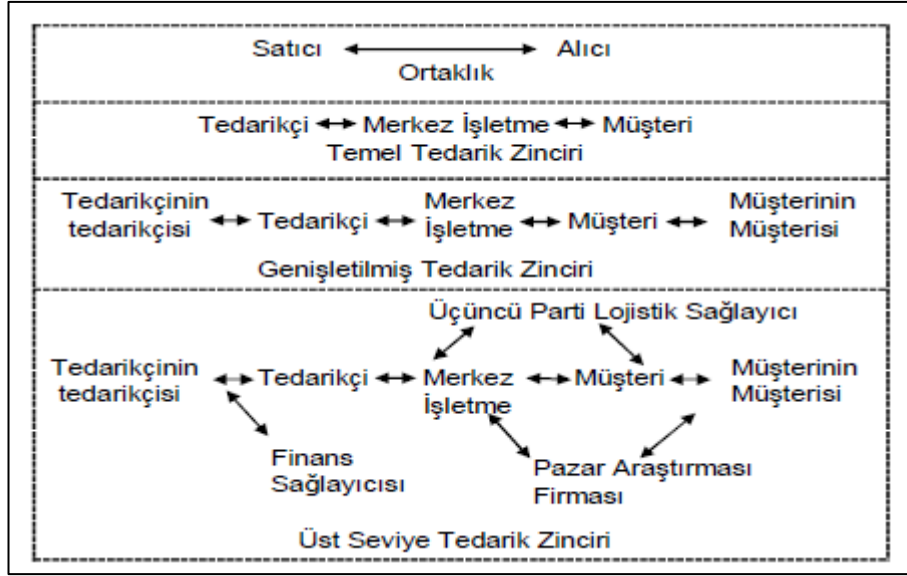 Satıcı Alıcı
Ortaklık
Tedarikçi Merkez İşletme Müşteri
Temel Tedarik Zinciri
Tedarikçinin
tedarikçisi
Tedarikçi
Merkez
İşletme
Müşteri
Müşterinin
Müşterisi
Genişletilmiş Tedarik Zinciri
Üçüncü Parti Lojistik Sağlayıcı
Tedarikçinin
tedarikçisi
Tedarikçi
Merkez
İşletme
Müşteri
Müşterinin
Müşterisi
Finans
Sağlayıcısı
Pazar Araştırması
Firması
Üst Seviye Tedarik Zinciri